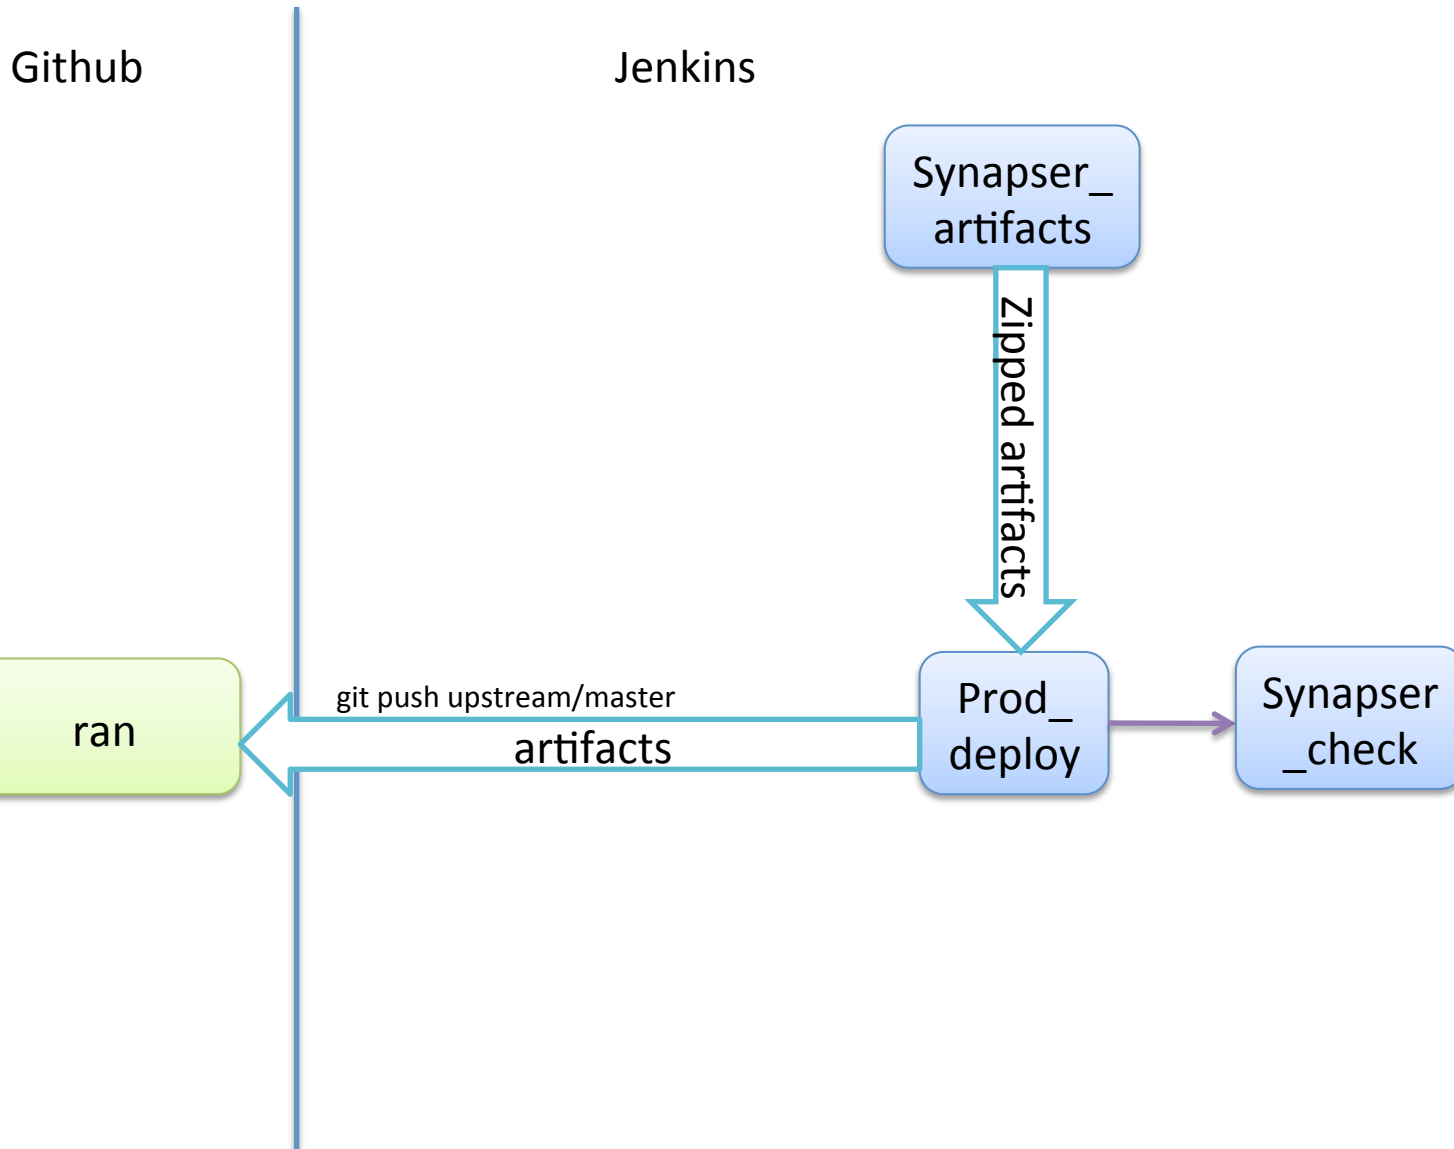 Github
Jenkins
Synapser_
artifacts
Zipped artifacts
git push upstream/master
artifacts
ran
Prod_
deploy
Synapser
_check